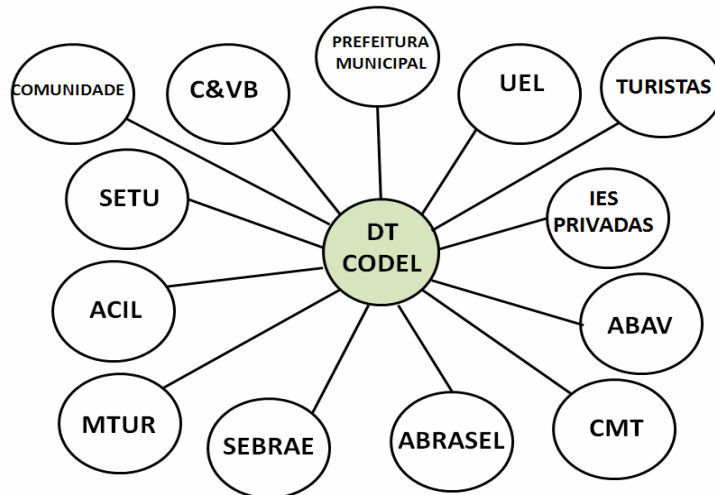 PREFEITURA
MUNICIPAL
COMUNIDADE
C&VB
UEL
TURISTAS
SETU
IES
PRIVADAS
DT
CODEL
ACIL
ABAV
MTUR
SEBRAE
ABRASEL
CMT